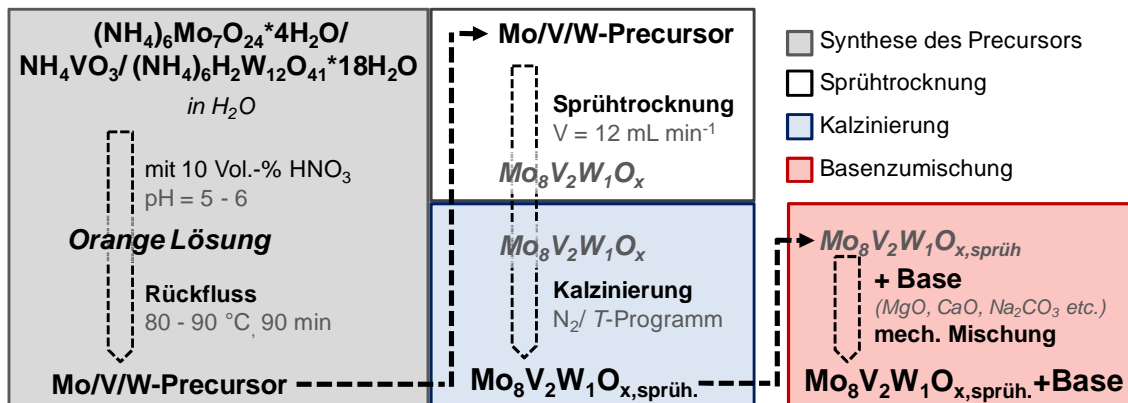 (NH₄)₆Mo₇O₂₄*4H₂O/
NH₄VO₃/ (NH₄)₆H₂W₁₂O₄₁*18H₂O
in H₂O
mit 10 Vol.-% HNO₃
pH = 5 - 6
Orange Lösung
Rückfluss
80 - 90 °C, 90 min
Mo/V/W-Precursor
Mo/V/W-Precursor
Sprühtrocknung
V = 12 mL min⁻¹
Mo₈V₂W₁Oₓ
Mo₈V₂W₁Oₓ
Kalzinierung
N₂/ T-Programm
Mo₈V₂W₁Oₓ,sprüh.
Synthese des Precursors
Sprühtrocknung
Kalzinierung
Basenzumischung
Mo₈V₂W₁Oₓ,sprüh
+ Base
(MgO, CaO, Na₂CO₃ etc.)
mech. Mischung
Mo₈V₂W₁Oₓ,sprüh. +Base